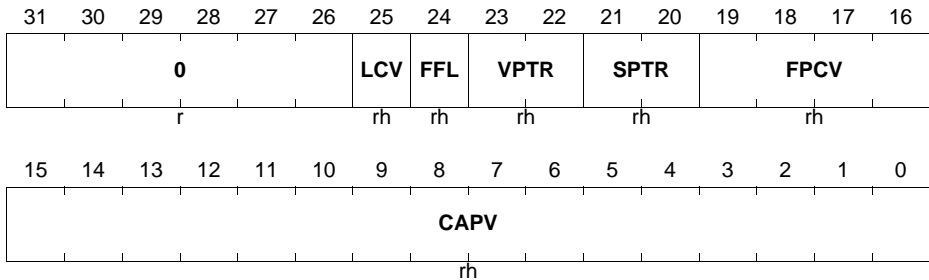 31 30 29 28 27 26 25 24 23 22 21 20 19 18 17 16
0 LCV FFL VPTR SPTR FPCV
r rh rh rh rh rh
15 14 13 12 11 10 9 8 7 6 5 4 3 2 1 0
CAPV
rh